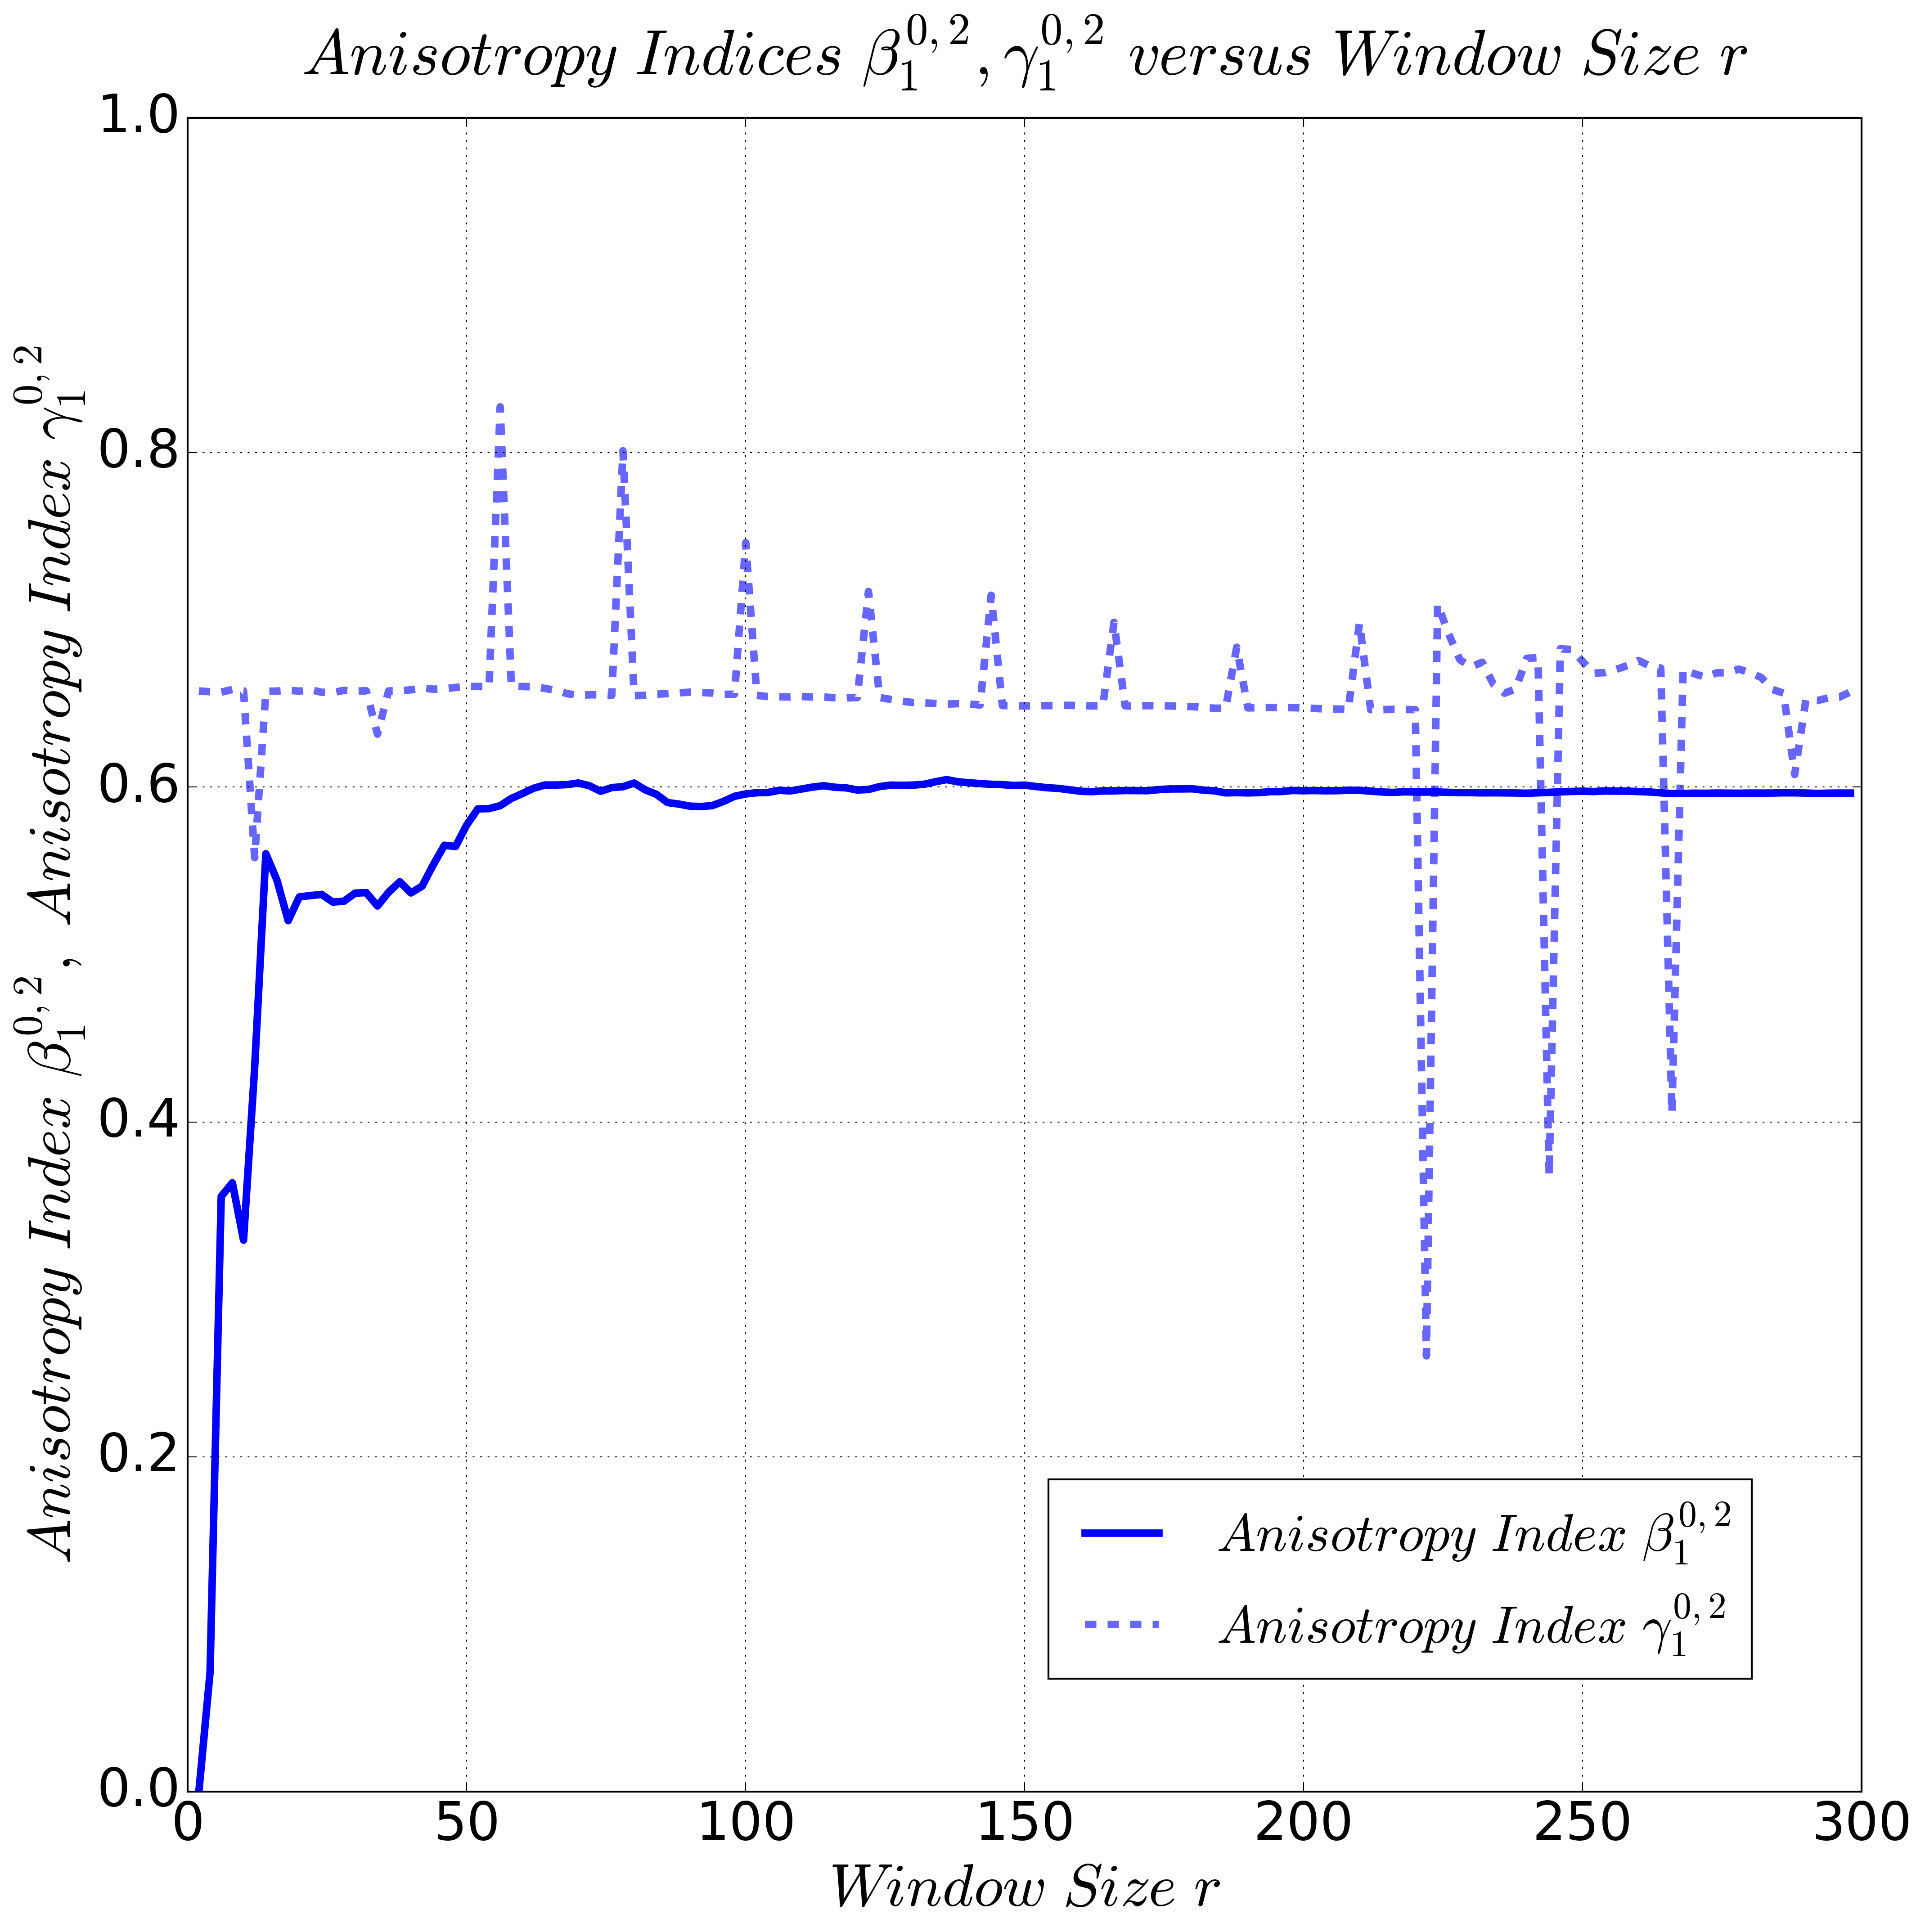 Anisotropy Indices β₁^{0,2}, γ₁^{0,2} versus Window Size r
Anisotropy Index β₁^{0,2}, Anisotropy Index γ₁^{0,2}
1.0
0.8
0.6
0.4
0.2
0.0
0 50 100 150 200 250 300
Window Size r
Anisotropy Index β₁^{0,2}
Anisotropy Index γ₁^{0,2}